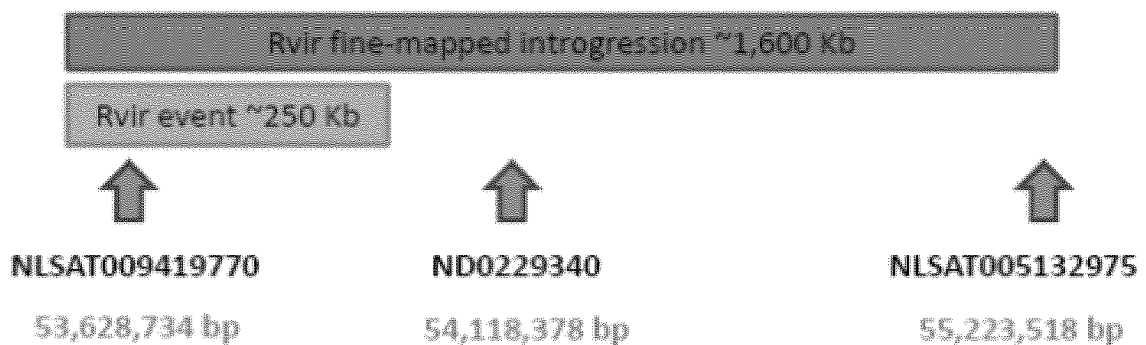 Rvir fine-mapped introgression ~1,600 Kb
Rvir event ~250 Kb
NLSAT009419770 ND0229340 NLSAT005132975
53,628,734 bp 54,118,378 bp 55,223,518 bp